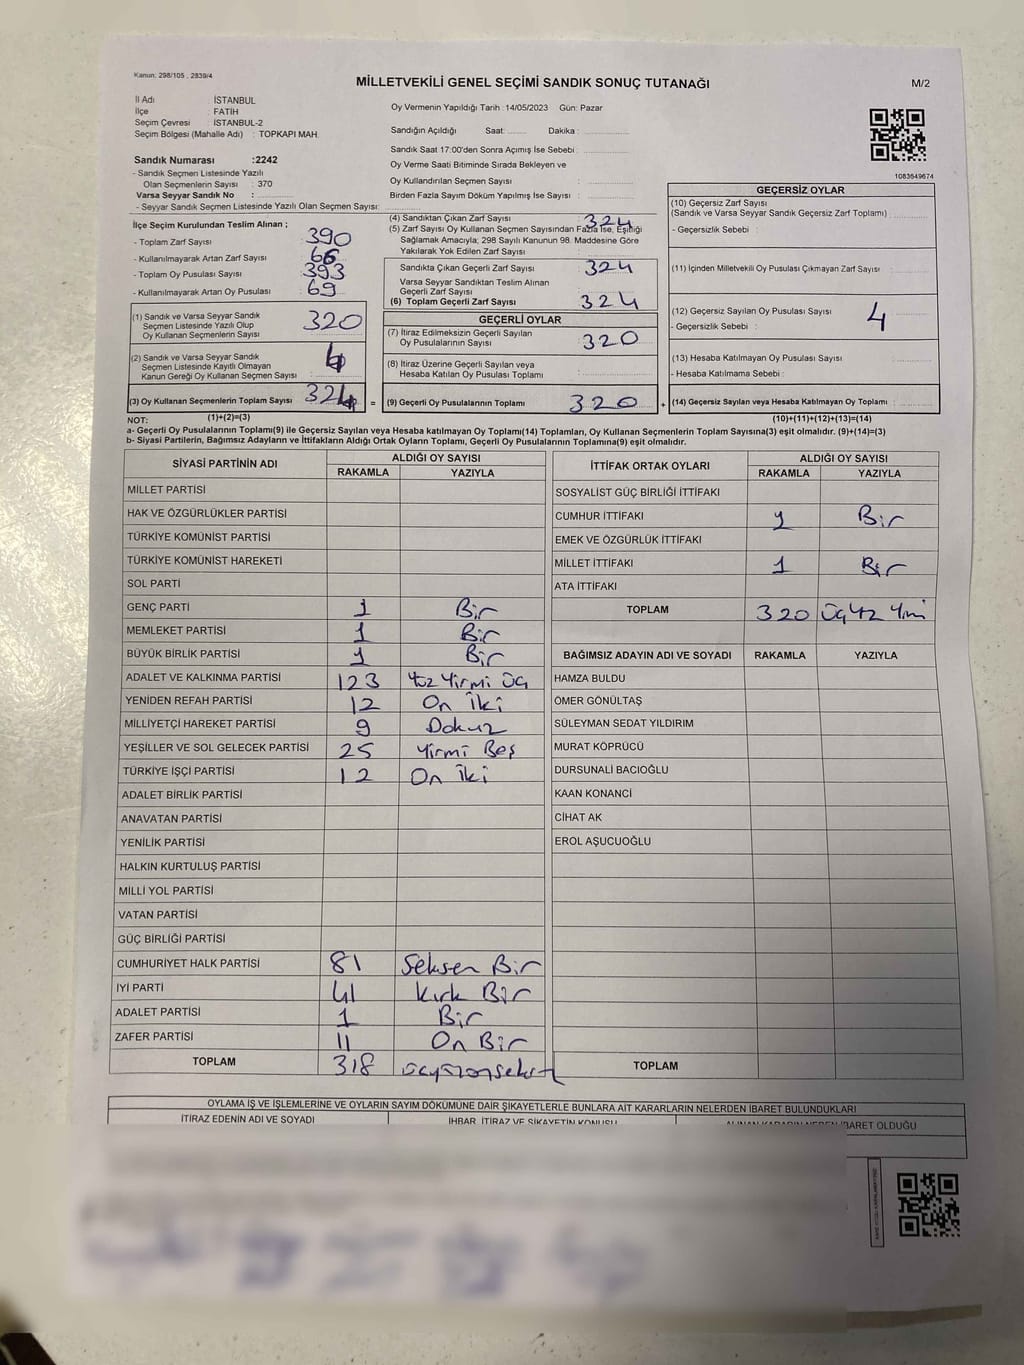 Kanun: 298/105 , 2839/4
MİLLETVEKİLİ GENEL SEÇİMİ SANDIK SONUÇ TUTANAĞI
M/2
İl Adı : İSTANBUL
İlçe : FATİH
Seçim Çevresi : İSTANBUL-2
Seçim Bölgesi (Mahalle Adı) : TOPKAPI MAH.
Sandık Numarası :2242
- Sandık Seçmen Listesinde Yazılı
Olan Seçmenlerin Sayısı : 370
Varsa Seyyar Sandık No :
- Seyyar Sandık Seçmen Listesinde Yazılı Olan Seçmen Sayısı:
Oy Vermenin Yapıldığı Tarih : 14/05/2023 Gün: Pazar
Sandığın Açıldığı Saat: Dakika :
Sandık Saat 17:00'den Sonra Açımış İse Sebebi :
Oy Verme Saati Bitiminde Sırada Bekleyen ve
Oy Kullandırılan Seçmen Sayısı :
Birden Fazla Sayım Döküm Yapılmış İse Sayısı :
1083649674
İlçe Seçim Kurulundan Teslim Alınan ;
- Toplam Zarf Sayısı : 390
- Kullanılmayarak Artan Zarf Sayısı : 66
- Toplam Oy Pusulası Sayısı : 393
- Kullanılmayarak Artan Oy Pusulası : 69
(1) Sandık ve Varsa Seyyar Sandık
Seçmen Listesinde Yazılı Olup
Oy Kullanan Seçmenlerin Sayısı : 320
(2) Sandık ve Varsa Seyyar Sandık
Seçmen Listesinde Kayıtlı Olmayan
Kanun Gereği Oy Kullanan Seçmen Sayısı : 4
(3) Oy Kullanan Seçmenlerin Toplam Sayısı : 324 =
(1)+(2)=(3)
(4) Sandıktan Çıkan Zarf Sayısı : 324
(5) Zarf Sayısı Oy Kullanan Seçmen Sayısından Fazla İse, Eşitliği
Sağlamak Amacıyla; 298 Sayılı Kanunun 98. Maddesine Göre
Yakılarak Yok Edilen Zarf Sayısı :
Sandıkta Çıkan Geçerli Zarf Sayısı : 324
Varsa Seyyar Sandıktan Teslim Alınan
Geçerli Zarf Sayısı :
(6) Toplam Geçerli Zarf Sayısı : 324
GEÇERLİ OYLAR
(7) İtiraz Edilmeksizin Geçerli Sayılan
Oy Pusulalarının Sayısı : 320
(8) İtiraz Üzerine Geçerli Sayılan veya
Hesaba Katılan Oy Pusulası Toplamı :
(9) Geçerli Oy Pusulalarının Toplamı : 320 +
GEÇERSİZ OYLAR
(10) Geçersiz Zarf Sayısı
(Sandık ve Varsa Seyyar Sandık Geçersiz Zarf Toplamı) :
- Geçersizlik Sebebi :
(11) İçinden Milletvekili Oy Pusulası Çıkmayan Zarf Sayısı :
(12) Geçersiz Sayılan Oy Pusulası Sayısı : 4
- Geçersizlik Sebebi :
(13) Hesaba Katılmayan Oy Pusulası Sayısı :
- Hesaba Katılmama Sebebi :
(14) Geçersiz Sayılan veya Hesaba Katılmayan Oy Toplamı :
(10)+(11)+(12)+(13)=(14)
NOT:
a- Geçerli Oy Pusulalarının Toplamı(9) ile Geçersiz Sayılan veya Hesaba katılmayan Oy Toplamı(14) Toplamları, Oy Kullanan Seçmenlerin Toplam Sayısına(3) eşit olmalıdır. (9)+(14)=(3)
b- Siyasi Partilerin, Bağımsız Adayların ve İttifakların Aldığı Ortak Oyların Toplamı, Geçerli Oy Pusulalarının Toplamına(9) eşit olmalıdır.
SİYASİ PARTİNİN ADI ALDIĞI OY SAYISI
RAKAMLA YAZIYLA
MİLLET PARTİSİ
HAK VE ÖZGÜRLÜKLER PARTİSİ
TÜRKİYE KOMÜNİST PARTİSİ
TÜRKİYE KOMÜNİST HAREKETİ
SOL PARTİ
GENÇ PARTİ 1 Bir
MEMLEKET PARTİSİ 1 Bir
BÜYÜK BİRLİK PARTİSİ 1 Bir
ADALET VE KALKINMA PARTİSİ 123 Yüz Yirmi Üç
YENİDEN REFAH PARTİSİ 12 On İki
MİLLİYETÇİ HAREKET PARTİSİ 9 Dokuz
YEŞİLLER VE SOL GELECEK PARTİSİ 25 Yirmi Beş
TÜRKİYE İŞÇİ PARTİSİ 12 On İki
ADALET BİRLİK PARTİSİ
ANAVATAN PARTİSİ
YENİLİK PARTİSİ
HALKIN KURTULUŞ PARTİSİ
MİLLİ YOL PARTİSİ
VATAN PARTİSİ
GÜÇ BİRLİĞİ PARTİSİ
CUMHURİYET HALK PARTİSİ 81 Seksen Bir
İYİ PARTİ 41 Kırk Bir
ADALET PARTİSİ 1 Bir
ZAFER PARTİSİ 11 On Bir
TOPLAM 318
İTTİFAK ORTAK OYLARI ALDIĞI OY SAYISI
RAKAMLA YAZIYLA
SOSYALİST GÜÇ BİRLİĞİ İTTİFAKI
CUMHUR İTTİFAKI 1 Bir
EMEK VE ÖZGÜRLÜK İTTİFAKI
MİLLET İTTİFAKI 1 Bir
ATA İTTİFAKI
TOPLAM 320 Üç Yüz
BAĞIMSIZ ADAYIN ADI VE SOYADI RAKAMLA YAZIYLA
HAMZA BULDU
ÖMER GÖNÜLTAŞ
SÜLEYMAN SEDAT YILDIRIM
MURAT KÖPRÜCÜ
DURSUNALİ BACIOĞLU
KAAN KONANCİ
CİHAT AK
EROL AŞUCUOĞLU
TOPLAM
OYLAMA İŞ VE İŞLEMLERİNE VE OYLARIN SAYIM DÖKÜMÜNE DAİR ŞİKAYETLERLE BUNLARA AİT KARARLARIN NELERDEN İBARET BULUNDUKLARI
İTİRAZ EDENİN ADI VE SOYADI İHBAR, İTİRAZ VE ŞİKAYETİN KONUSU ALINAN KARARIN NEDEN İBARET OLDUĞU